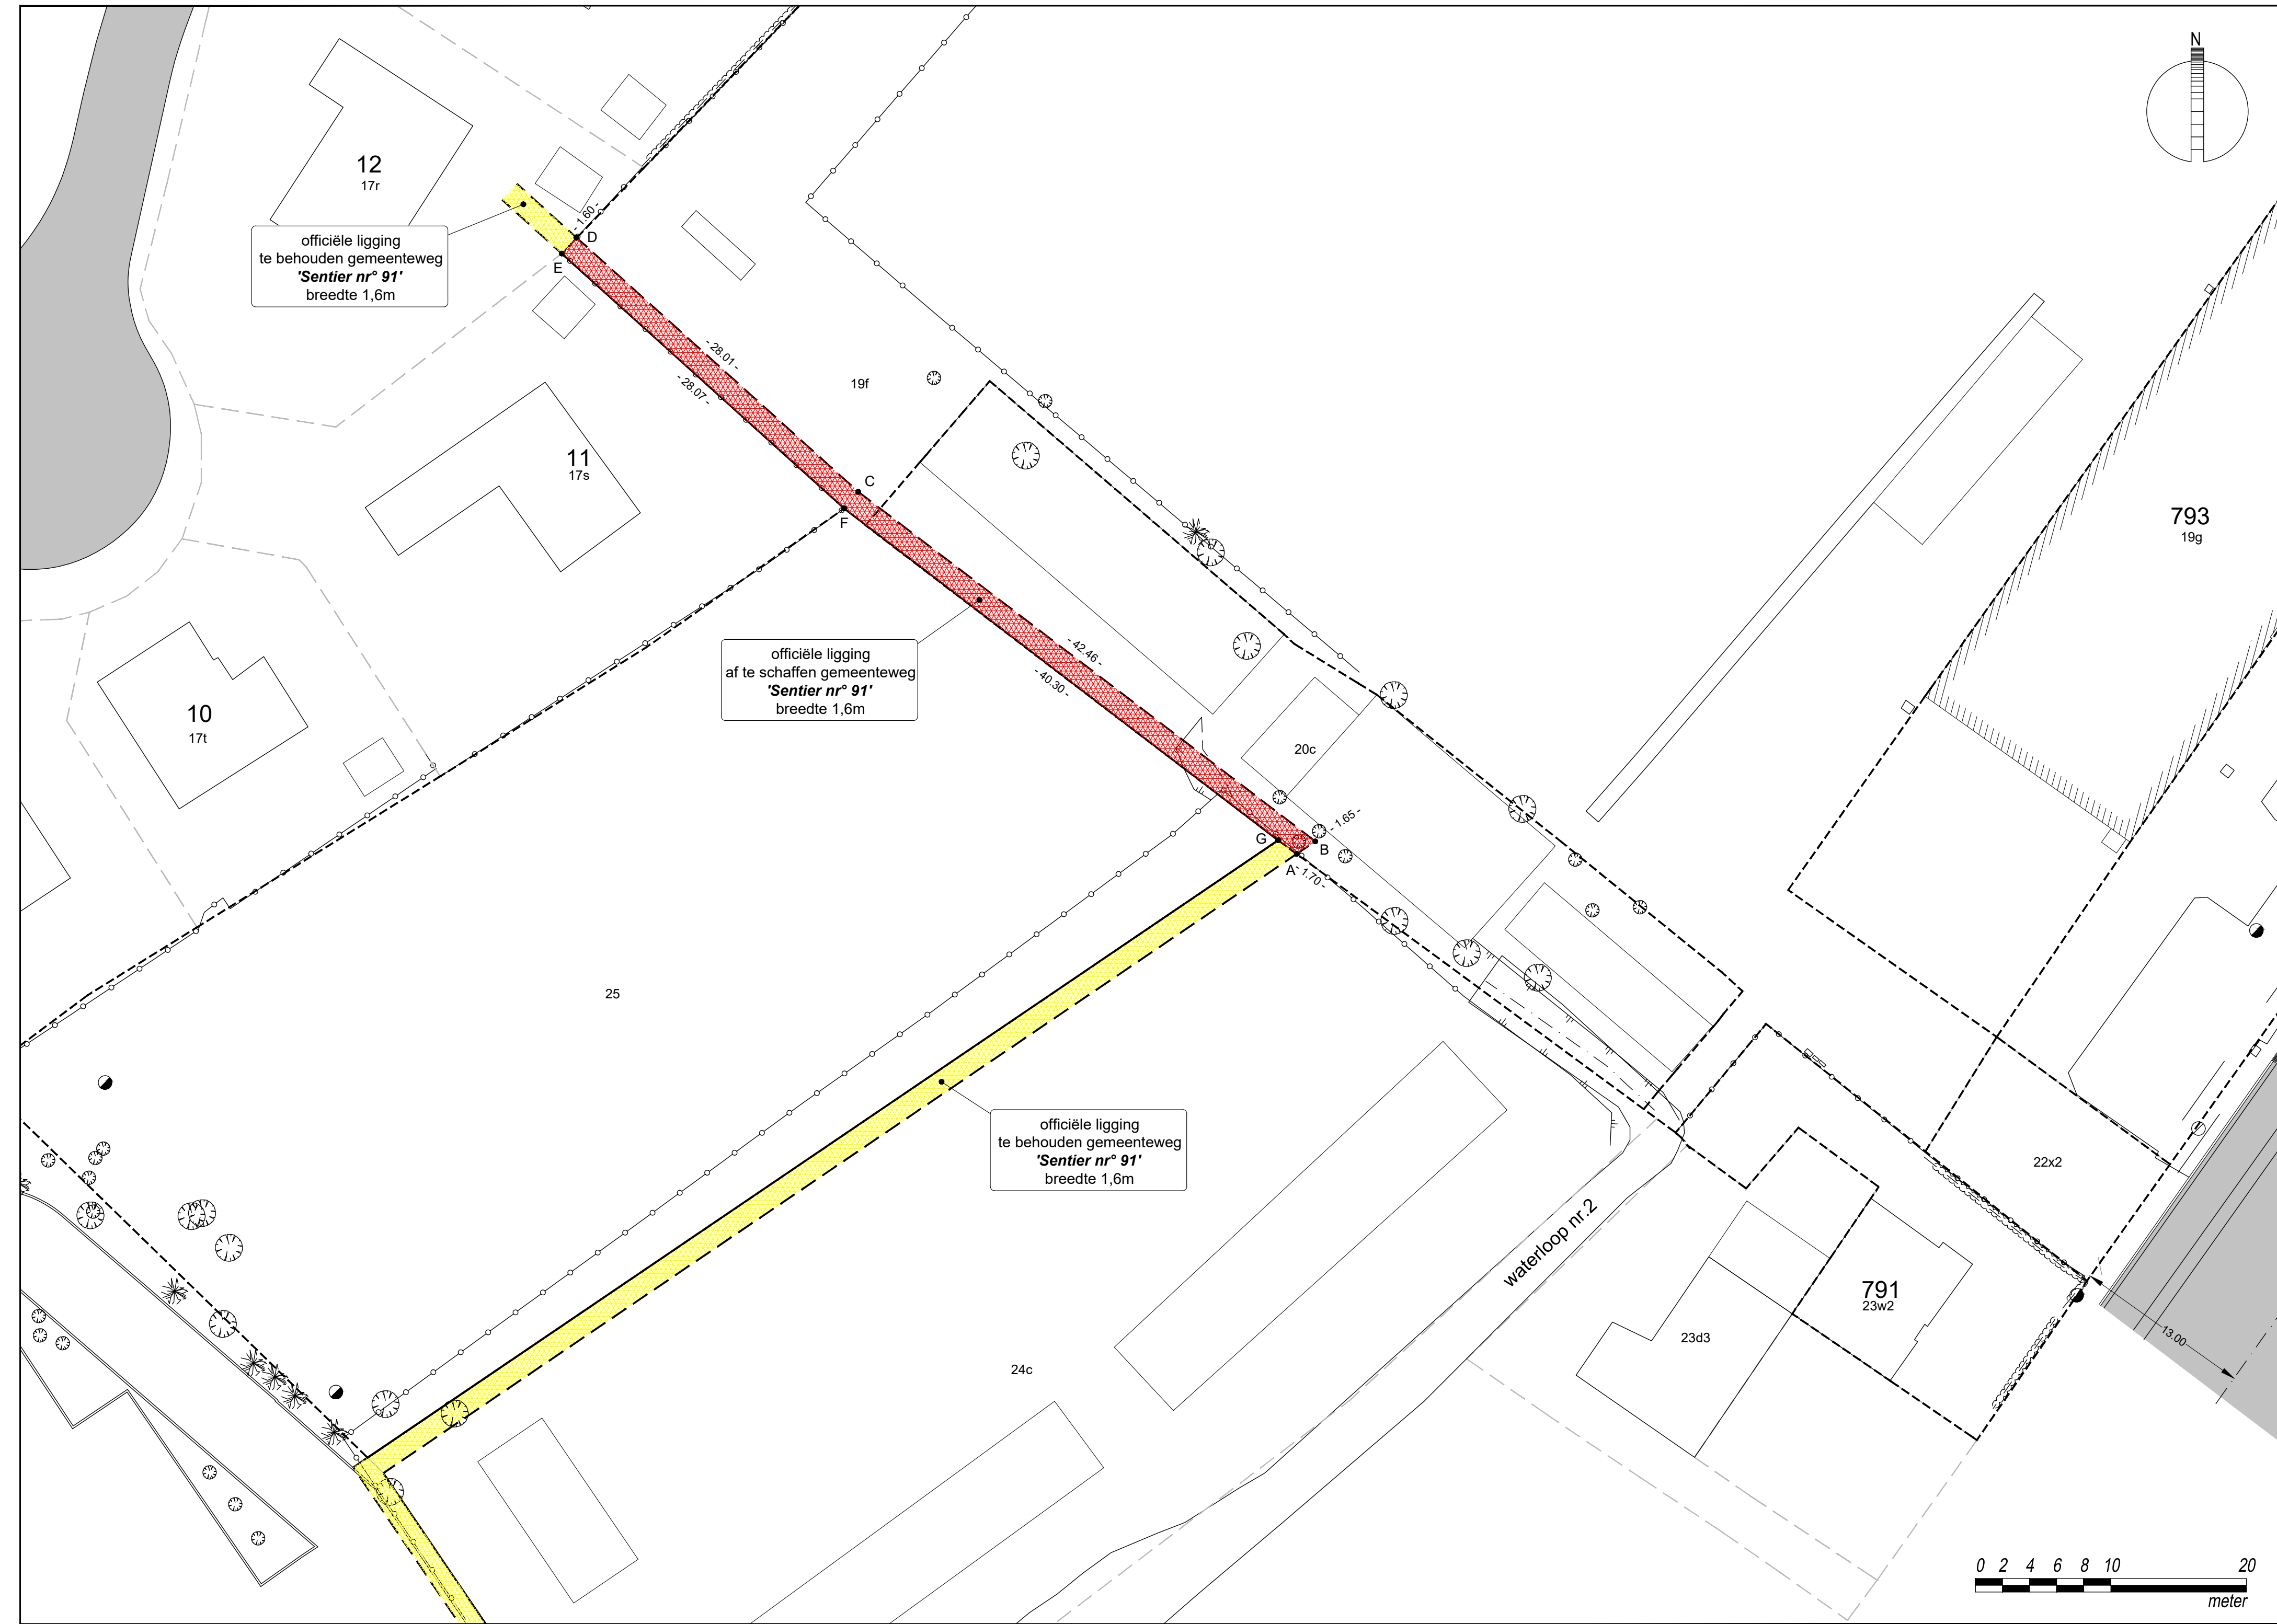 N
12
17r
officiële ligging
te behouden gemeenteweg
'Sentier nr° 91'
breedte 1,6m
- 1.60 -
D
E
- 28.01 -
- 28.07 -
19f
11
17s
C
F
793
19g
officiële ligging
af te schaffen gemeenteweg
'Sentier nr° 91'
breedte 1,6m
- 42.46 -
- 40.30 -
10
17t
20c
- 1.65 -
G
B
A
- 1.70 -
25
officiële ligging
te behouden gemeenteweg
'Sentier nr° 91'
breedte 1,6m
22x2
waterloop nr.2
791
23w2
23d3
13.00
24c
0 2 4 6 8 10 20
meter